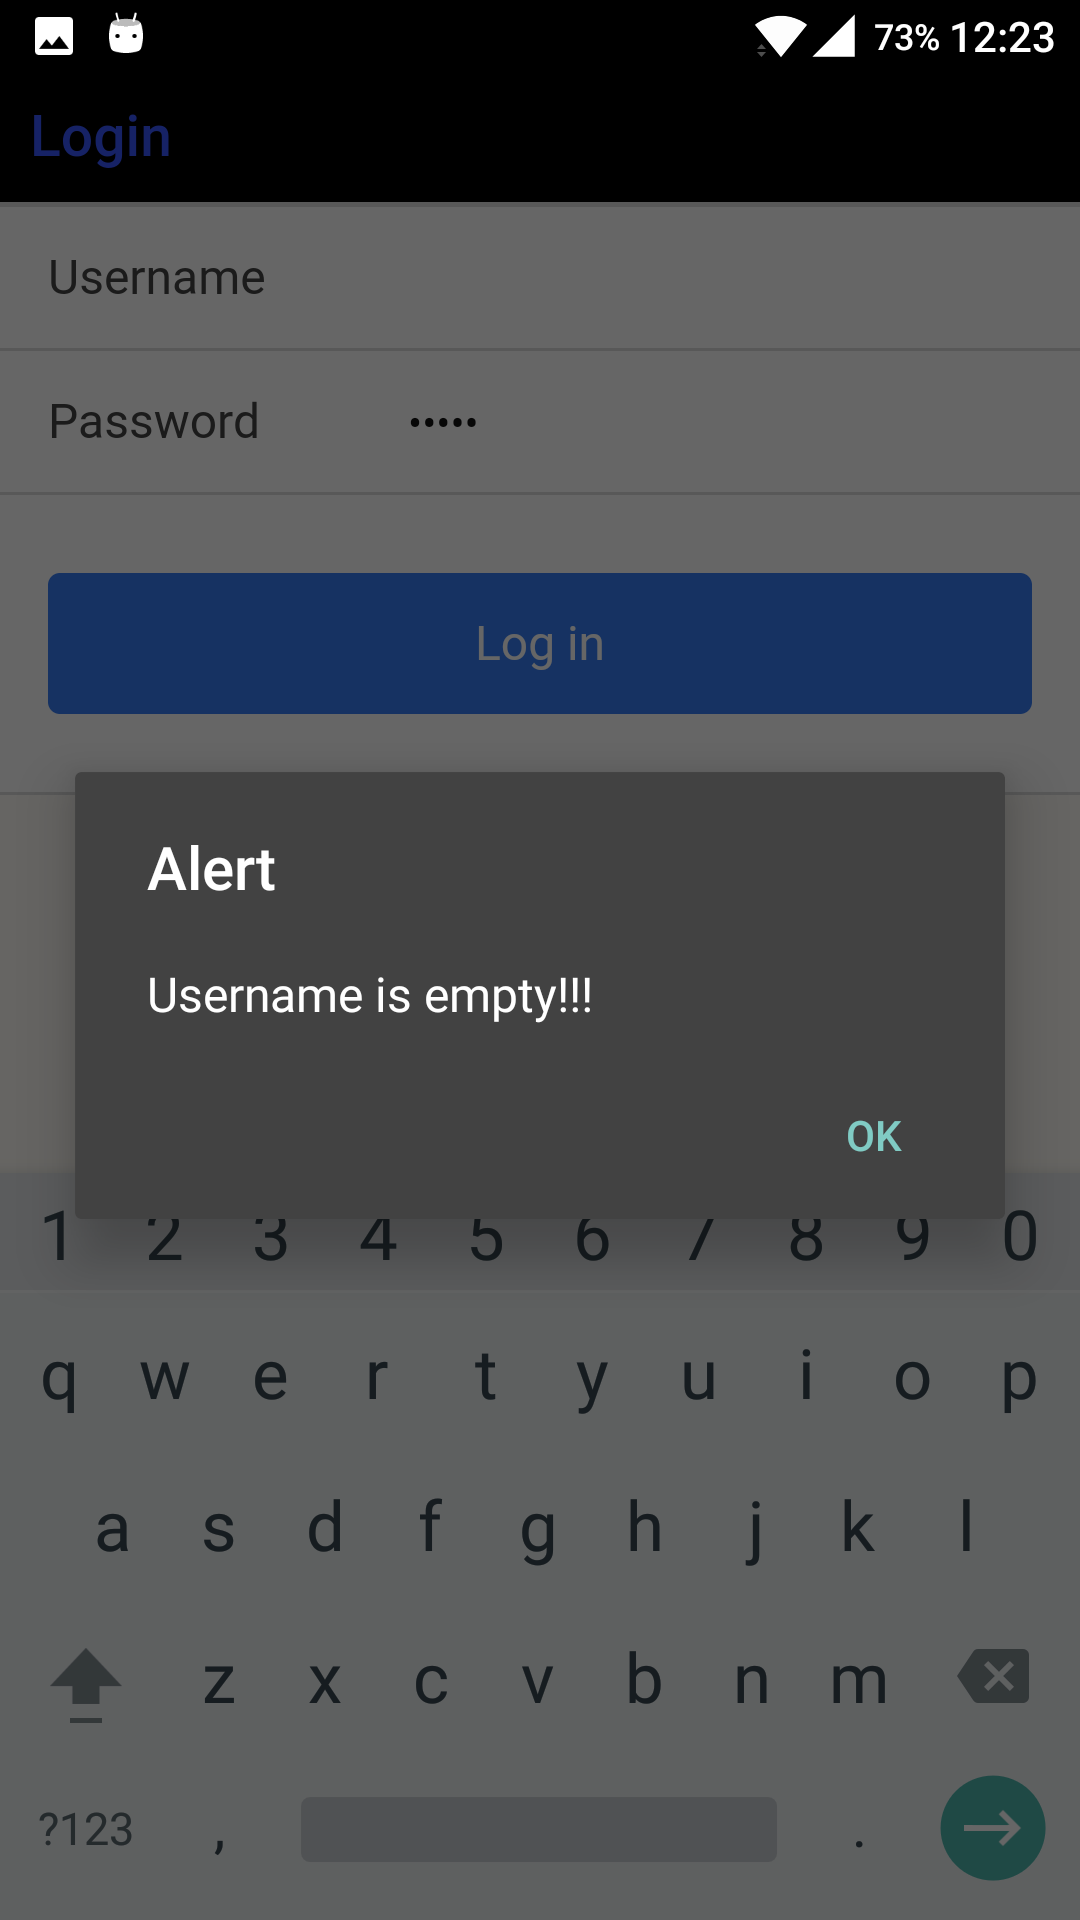 73% 12:23
Login
Username
Password •••••
Log in
Alert
Username is empty!!!
OK
1 2 3 4 5 6 7 8 9 0
q w e r t y u i o p
a s d f g h j k l
z x c v b n m
?123 , .